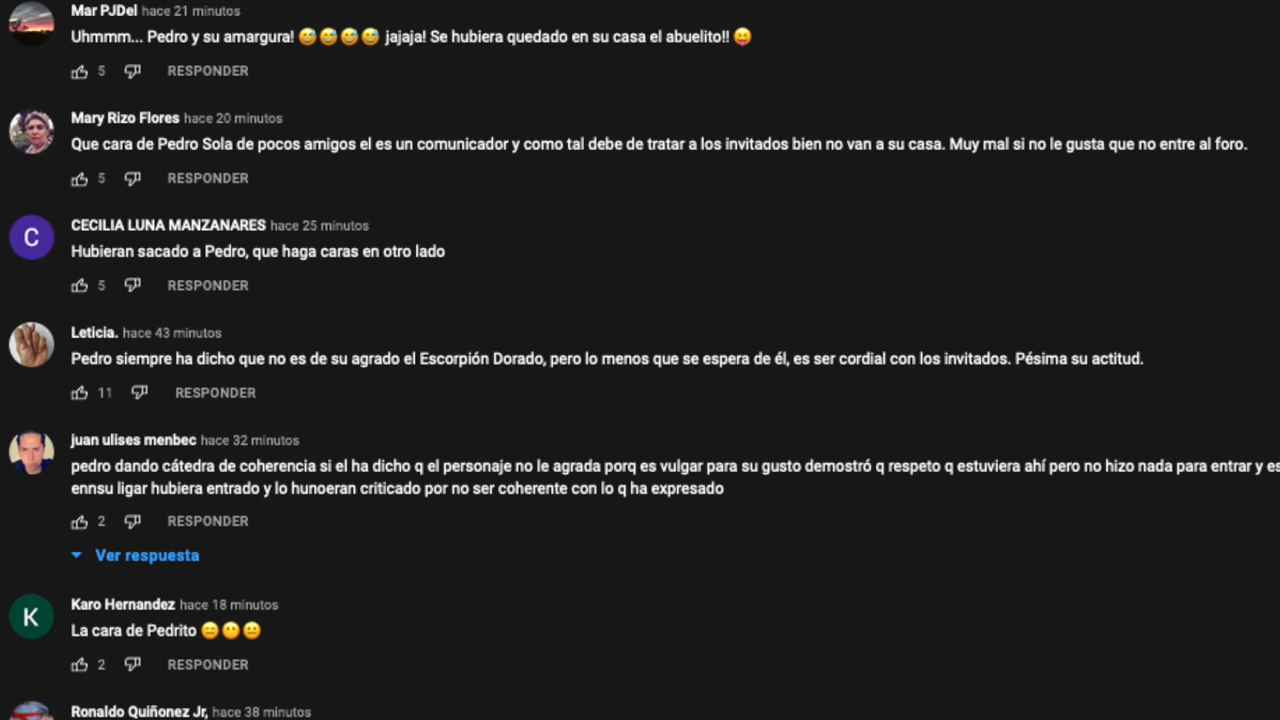 Mar PJDel hace 21 minutos
Uhmmm... Pedro y su amargura! 😅😅😅😅 jajaja! Se hubiera quedado en su casa el abuelito!! 😝
5 RESPONDER
Mary Rizo Flores hace 20 minutos
Que cara de Pedro Sola de pocos amigos el es un comunicador y como tal debe de tratar a los invitados bien no van a su casa. Muy mal si no le gusta que no entre al foro.
5 RESPONDER
C
CECILIA LUNA MANZANARES hace 25 minutos
Hubieran sacado a Pedro, que haga caras en otro lado
5 RESPONDER
Leticia. hace 43 minutos
Pedro siempre ha dicho que no es de su agrado el Escorpión Dorado, pero lo menos que se espera de él, es ser cordial con los invitados. Pésima su actitud.
11 RESPONDER
juan ulises menbec hace 32 minutos
pedro dando cátedra de coherencia si el ha dicho q el personaje no le agrada porq es vulgar para su gusto demostró q respeto q estuviera ahí pero no hizo nada para entrar y es
ennsu ligar hubiera entrado y lo hunoeran criticado por no ser coherente con lo q ha expresado
2 RESPONDER
Ver respuesta
K
Karo Hernandez hace 18 minutos
La cara de Pedrito 😑😶😐
2 RESPONDER
Ronaldo Quiñonez Jr, hace 38 minutos